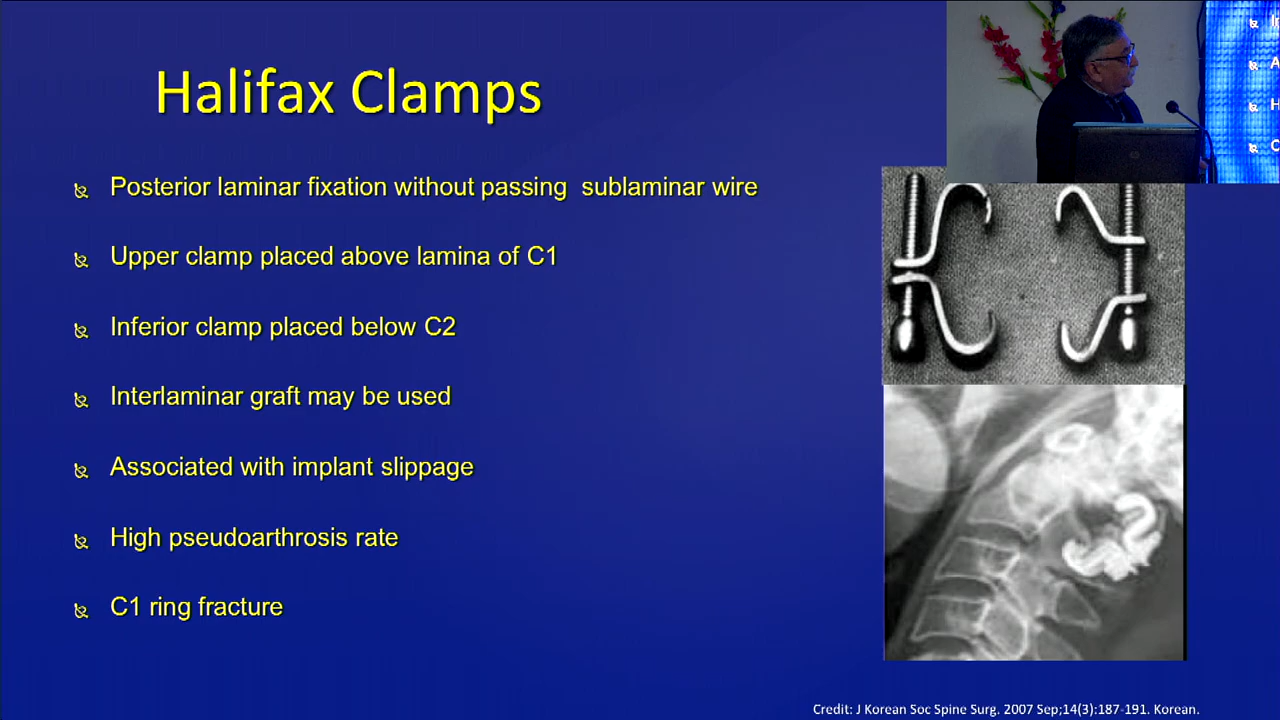 Halifax Clamps
Posterior laminar fixation without passing  sublaminar wire
Upper clamp placed above lamina of C1
Inferior clamp placed below C2
Interlaminar graft may be used
Associated with implant slippage
High pseudoarthrosis rate
C1 ring fracture
In
A
H
C
Credit: J Korean Soc Spine Surg. 2007 Sep;14(3):187-191. Korean.